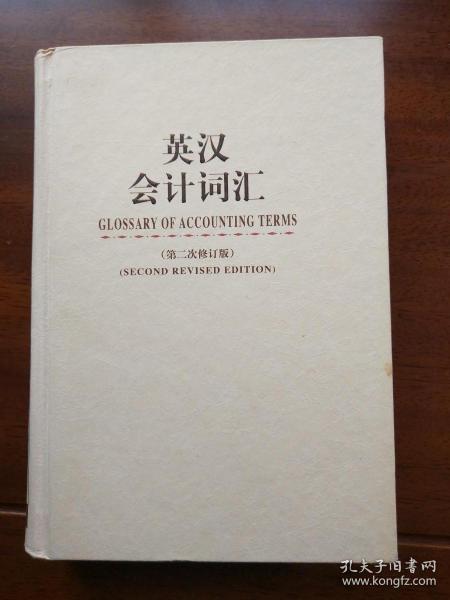 英汉
会计词汇
GLOSSARY OF ACCOUNTING TERMS
（第二次修订版）
(SECOND REVISED EDITION)
孔夫子旧书网
www.kongfz.com